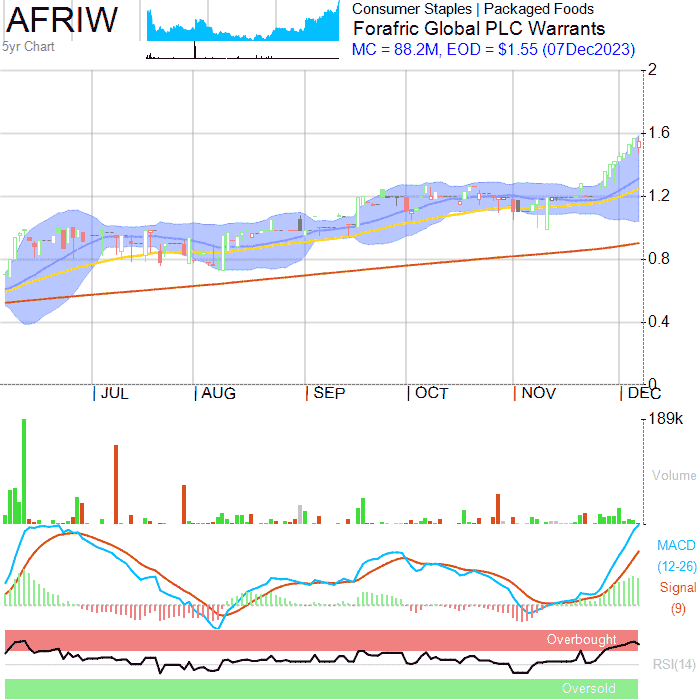 AFRIW
5yr Chart
Consumer Staples | Packaged Foods
Forafric Global PLC Warrants
MC = 88.2M, EOD = $1.55 (07Dec2023)
2
1.6
1.2
0.8
0.4
0
JUL AUG SEP OCT NOV DEC
189k
Volume
MACD
(12-26)
Signal
(9)
Overbought
RSI(14)
Oversold